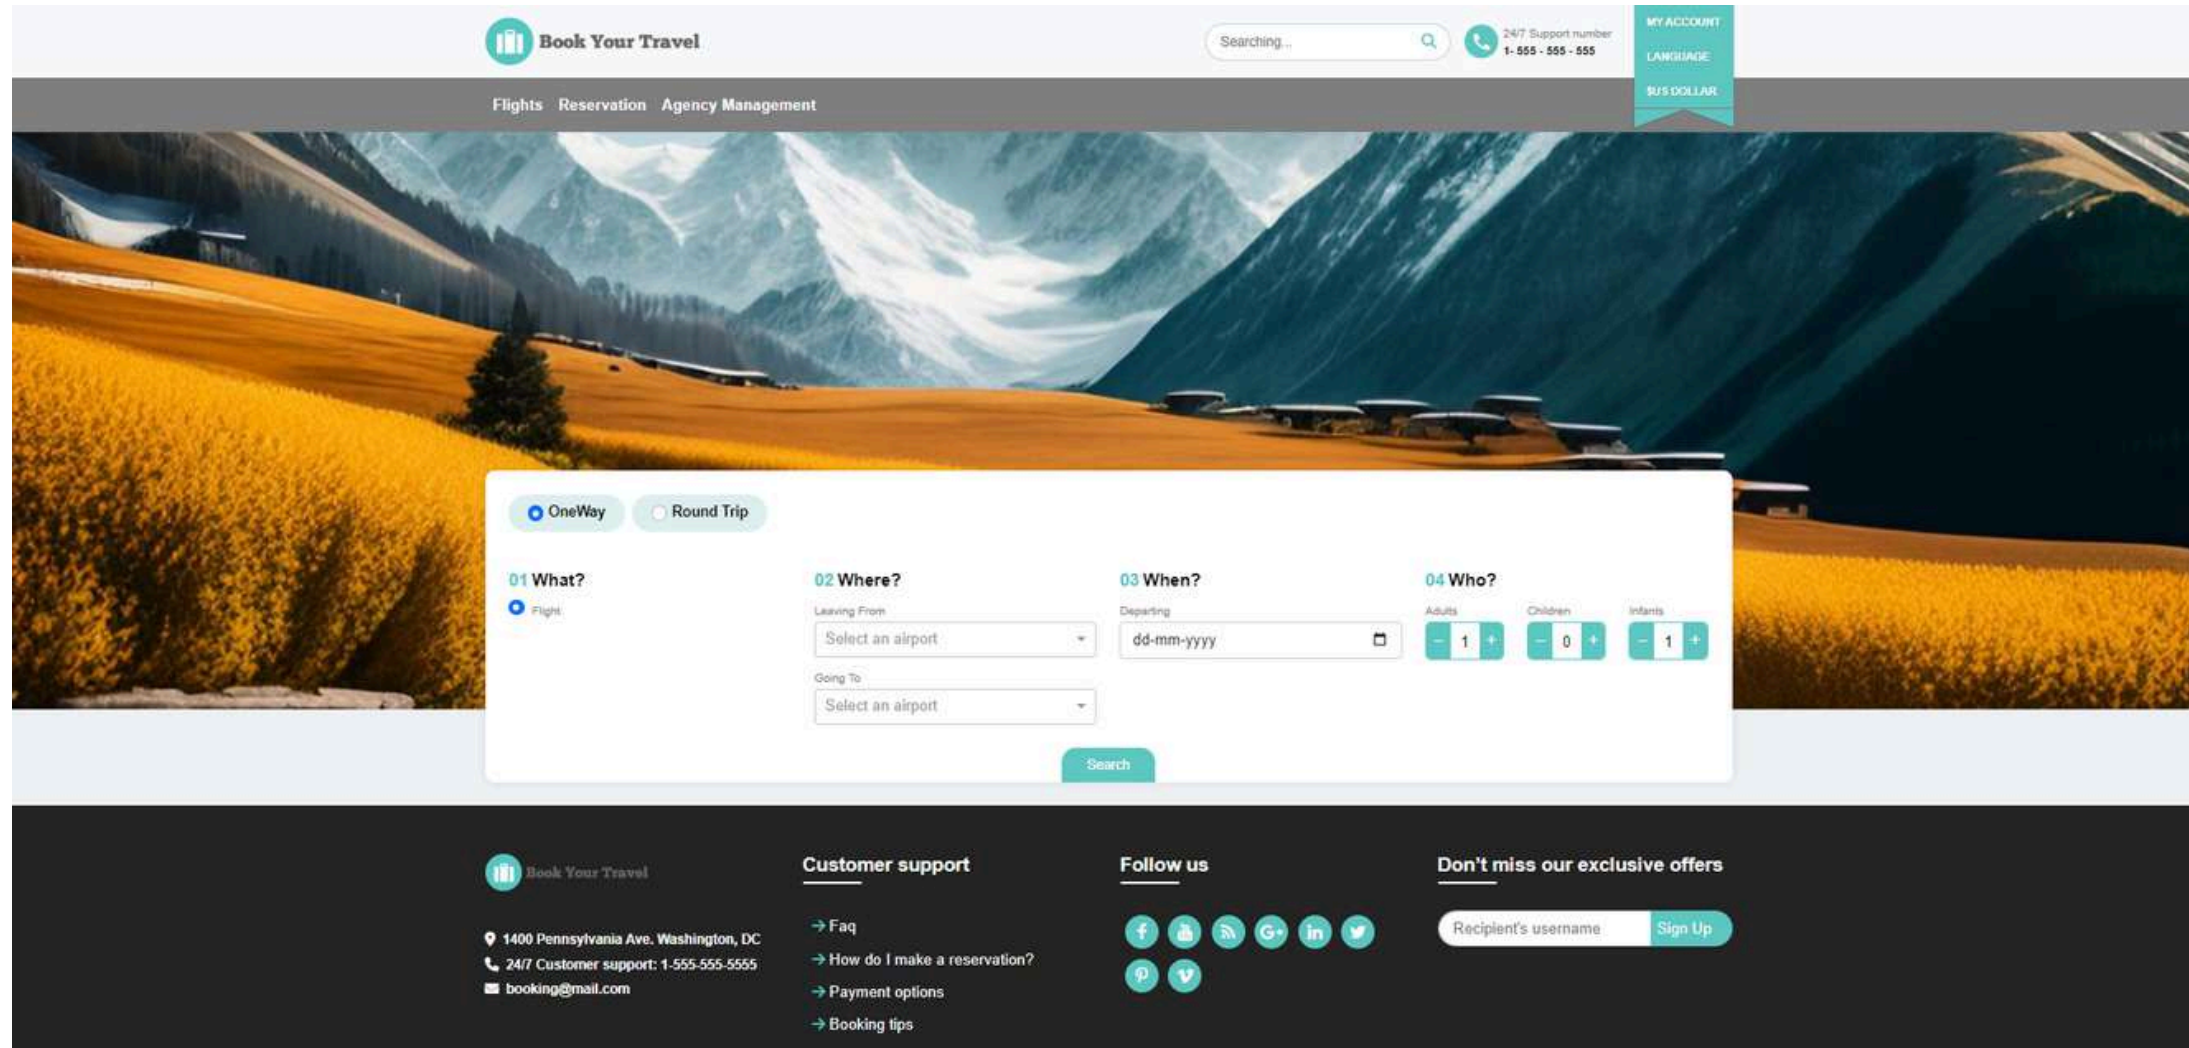 Book Your Travel
Searching...
24/7 Support number
1- 555 - 555 - 555
MY ACCOUNT
LANGUAGE
$US DOLLAR
Flights Reservation Agency Management
OneWay Round Trip
01 What?
Flight
02 Where?
Leaving From
Select an airport
Going To
Select an airport
03 When?
Departing
dd-mm-yyyy
04 Who?
Adults Children Infants
- 1 + - 0 + - 1 +
Search
Book Your Travel
1400 Pennsylvania Ave. Washington, DC
24/7 Customer support: 1-555-555-5555
booking@mail.com
Customer support
Faq
How do I make a reservation?
Payment options
Booking tips
Follow us
Don't miss our exclusive offers
Recipient's username Sign Up